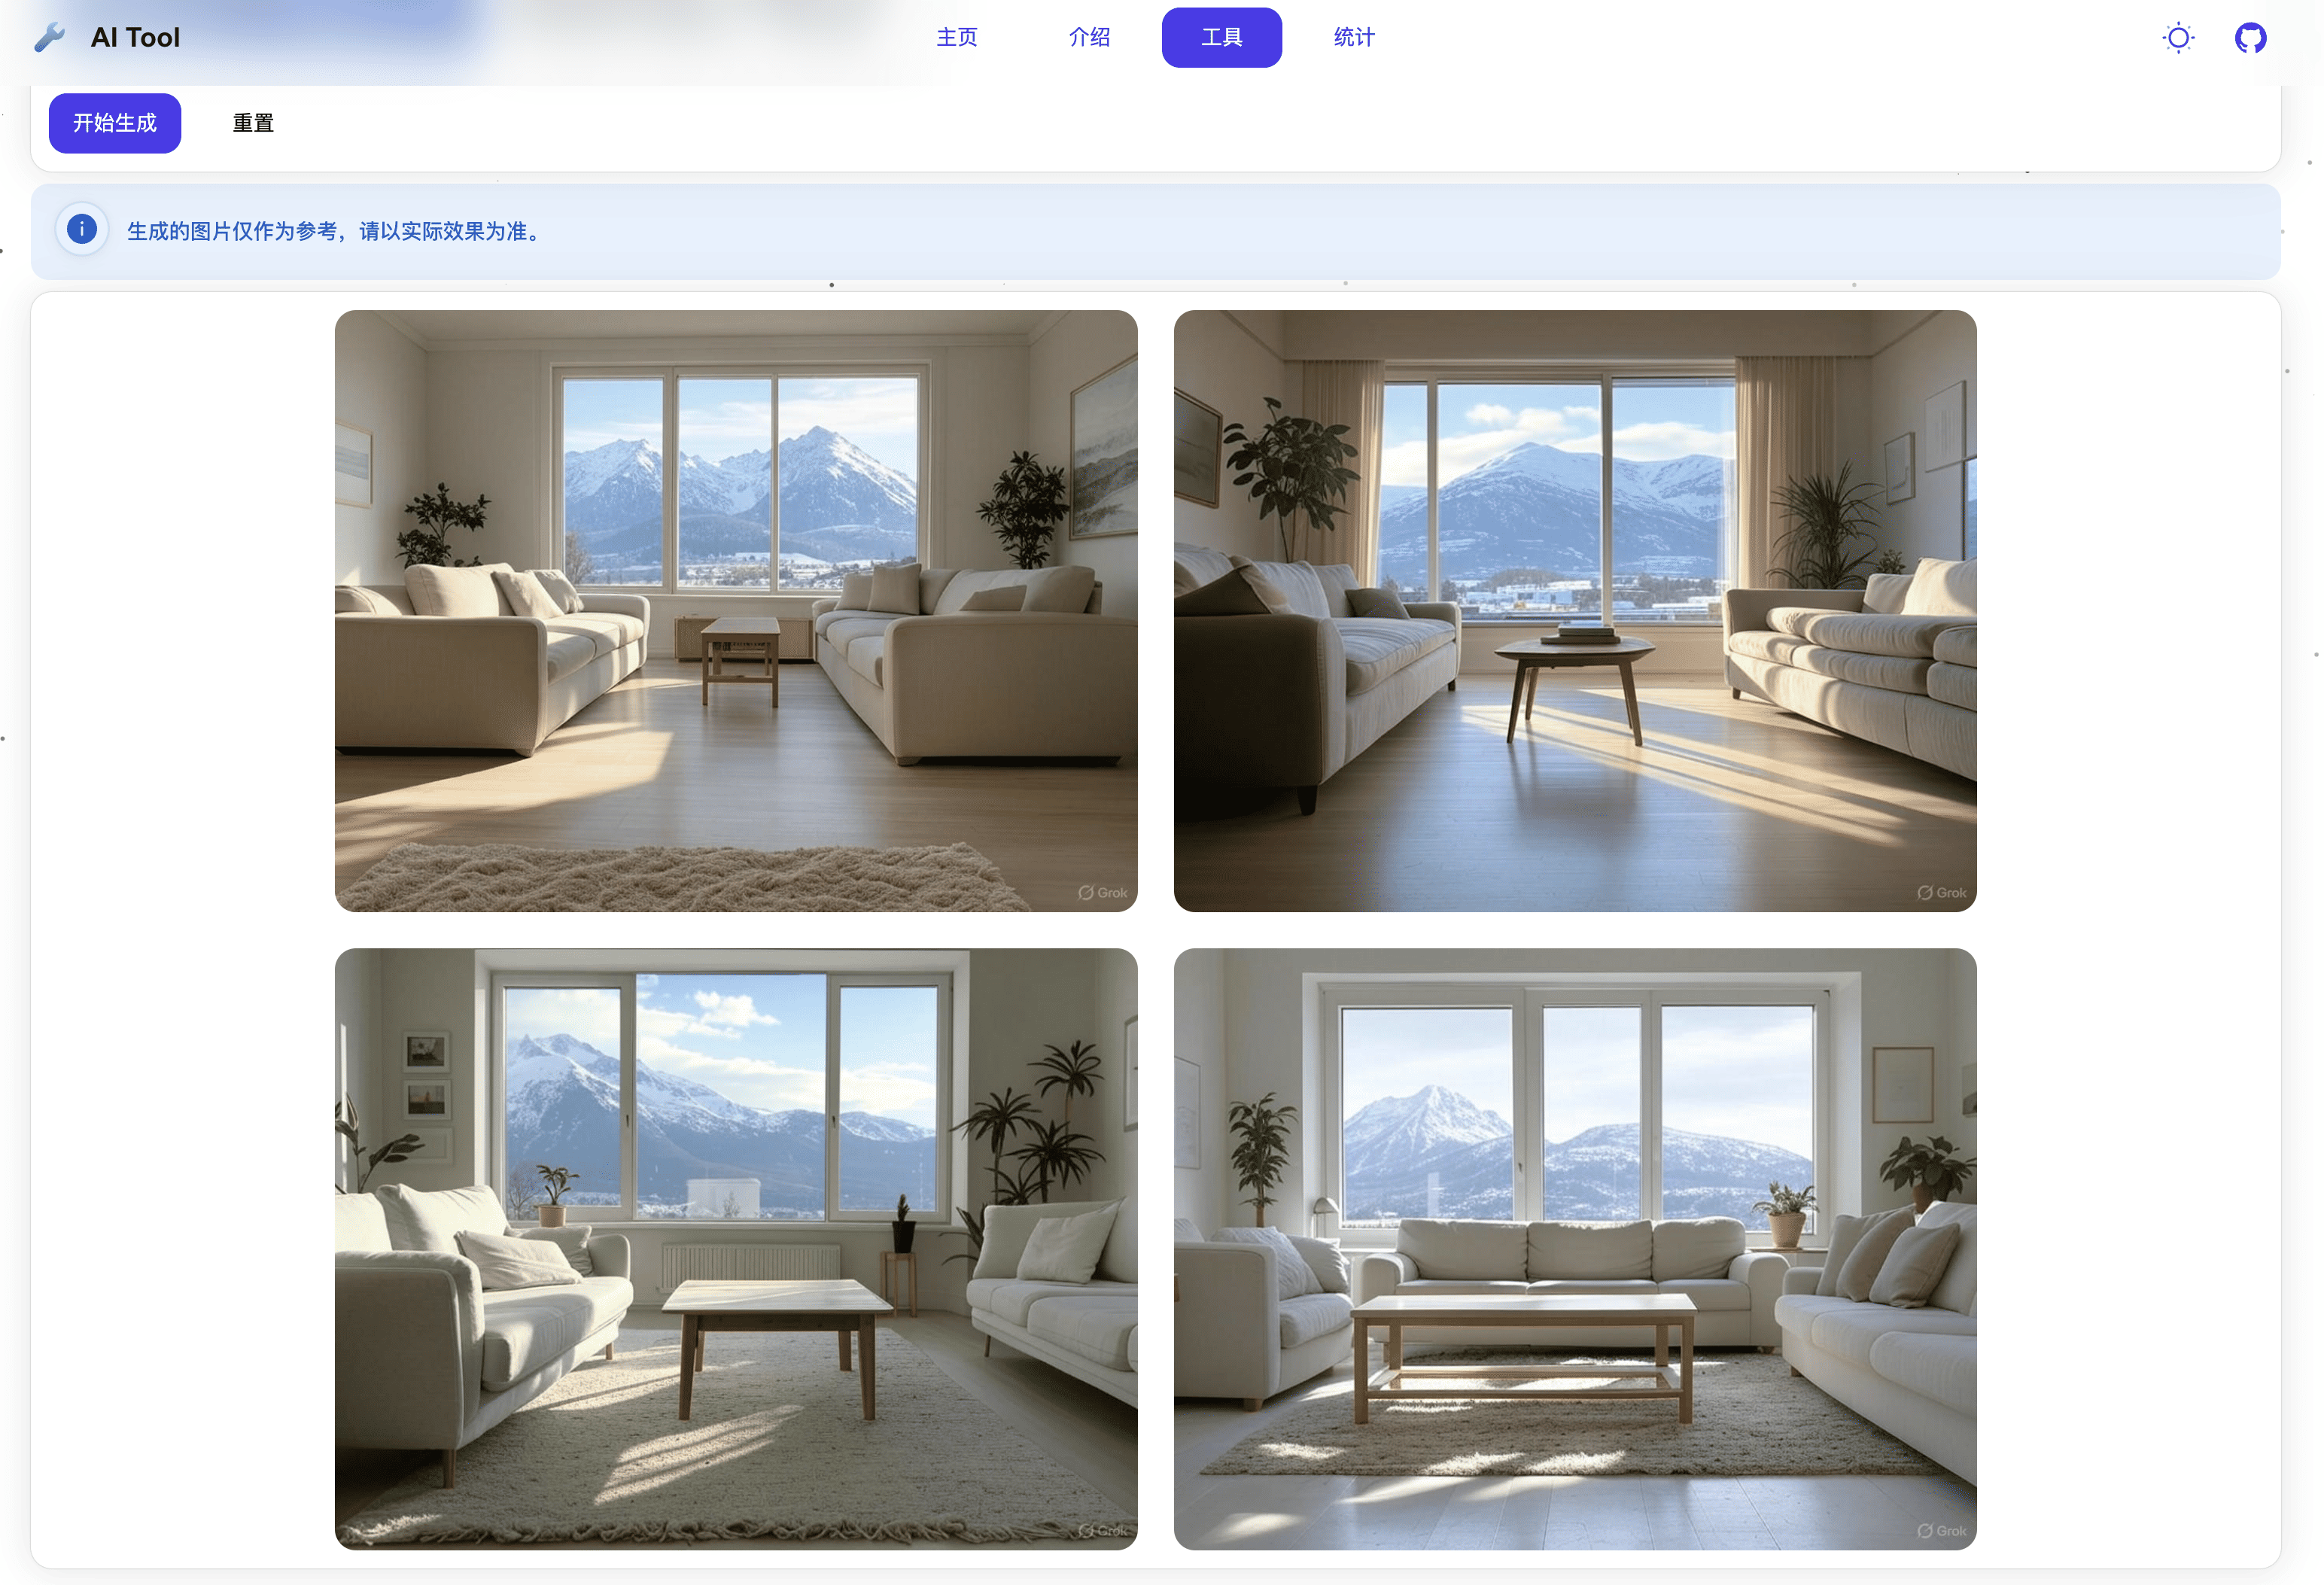 AI Tool
主页
介绍
工具
统计
开始生成
重置
生成的图片仅作为参考，请以实际效果为准。
Grok
Grok
Grok
Grok